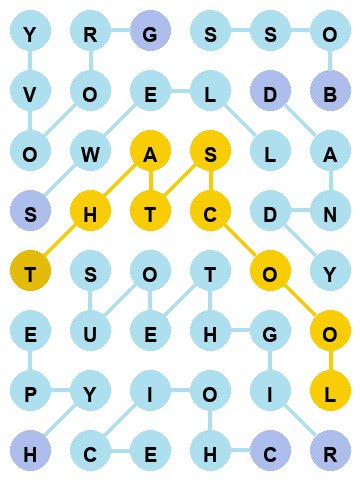 Y R G S S O
V O E L D B
O W A S L A
S H T C D N
T S O T O Y
E U E H G O
P Y I O I L
H C E H C R